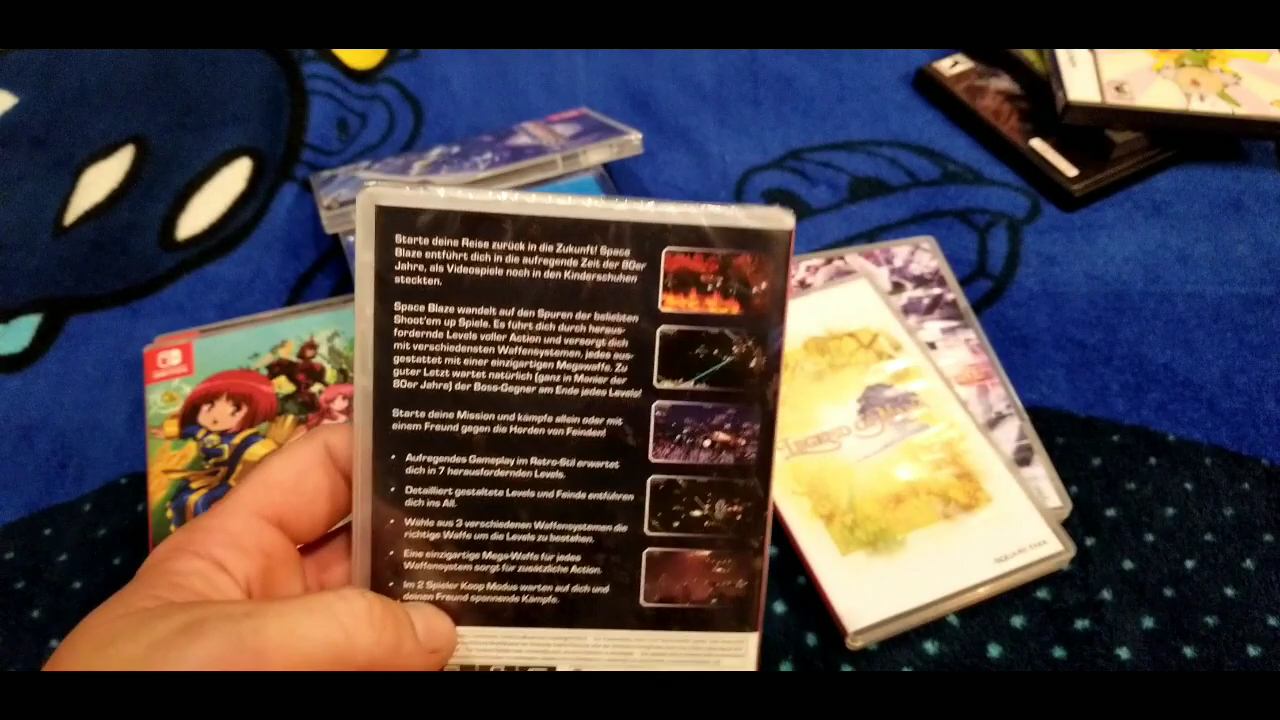 Starte deine Reise zurück in die Zukunft! Space
Blaze entführt dich in die aufregende Zeit der 80er
Jahre, als Videospiele noch in den Kinderschuhen
steckten.
Space Blaze wandelt auf den Spuren der beliebten
Shoot'em up Spiele. Es führt dich durch heraus-
fordernde Levels voller Action und versorgt dich
mit verschiedensten Waffensystemen, jedes aus-
gestattet mit einer einzigartigen Megawaffe. Zu
guter Letzt wartet natürlich (ganz in Manier der
80er Jahre) der Boss-Gegner am Ende jedes Levels!
Starte deine Mission und kämpfe allein oder mit
einem Freund gegen die Horden von Feinden!
• Aufregendes Gameplay im Retro-Stil erwartet
dich in 7 herausfordernden Levels.
• Detailliert gestaltete Levels und Feinde entführen
dich ins All.
• Wähle aus 3 verschiedenen Waffensystemen die
richtige Waffe um die Levels zu bestehen.
• Eine einzigartige Mega-Waffe für jedes
Waffensystem sorgt für zusätzliche Action.
• Im 2 Spieler Koop Modus warten auf dich und
deinen Freund spannende Kämpfe.
SQUARE ENIX